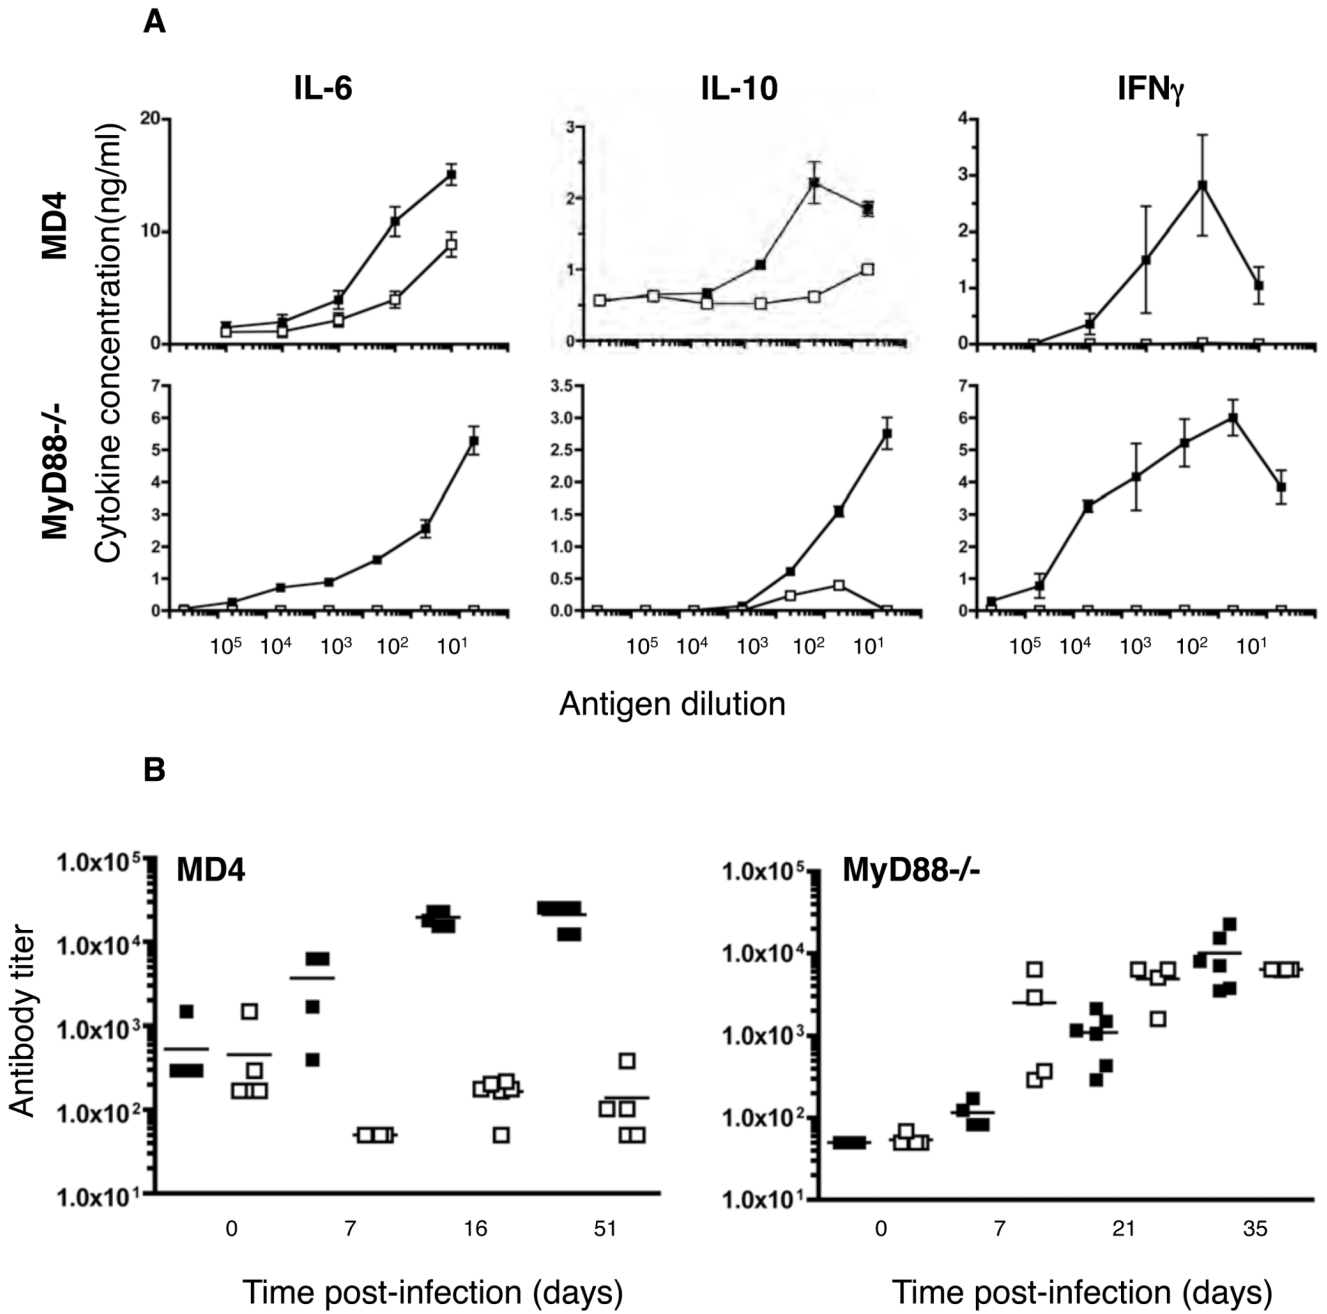 A
IL-6 IL-10 IFNγ
MD4
MyD88-/-
Cytokine concentration(ng/ml)
20 10 0
3 2 1 0
4 3 2 1 0
7 6 5 4 3 2 1 0
3.5 3.0 2.5 2.0 1.5 1.0 0.5 0.0
7 6 5 4 3 2 1 0
10⁵ 10⁴ 10³ 10² 10¹ 10⁵ 10⁴ 10³ 10² 10¹ 10⁵ 10⁴ 10³ 10² 10¹
Antigen dilution
B
Antibody titer
MD4
1.0x10⁵
1.0x10⁴
1.0x10³
1.0x10²
1.0x10¹
0 7 16 51
Time post-infection (days)
MyD88-/-
1.0x10⁵
1.0x10⁴
1.0x10³
1.0x10²
1.0x10¹
0 7 21 35
Time post-infection (days)